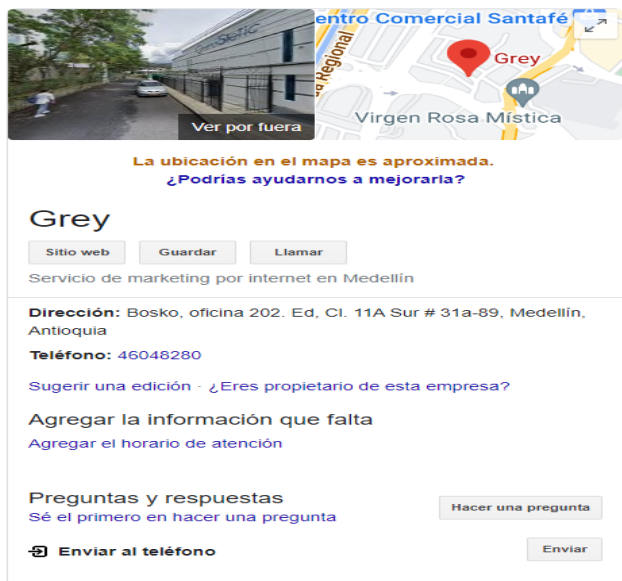 entro Comercial Santafé
Regional
Grey
Virgen Rosa Mística
Ver por fuera
La ubicación en el mapa es aproximada.
¿Podrías ayudarnos a mejorarla?
Grey
Sitio web Guardar Llamar
Servicio de marketing por internet en Medellín
Dirección: Bosko, oficina 202. Ed, Cl. 11A Sur # 31a-89, Medellín,
Antioquia
Teléfono: 46048280
Sugerir una edición · ¿Eres propietario de esta empresa?
Agregar la información que falta
Agregar el horario de atención
Preguntas y respuestas
Hacer una pregunta
Sé el primero en hacer una pregunta
Enviar al teléfono
Enviar